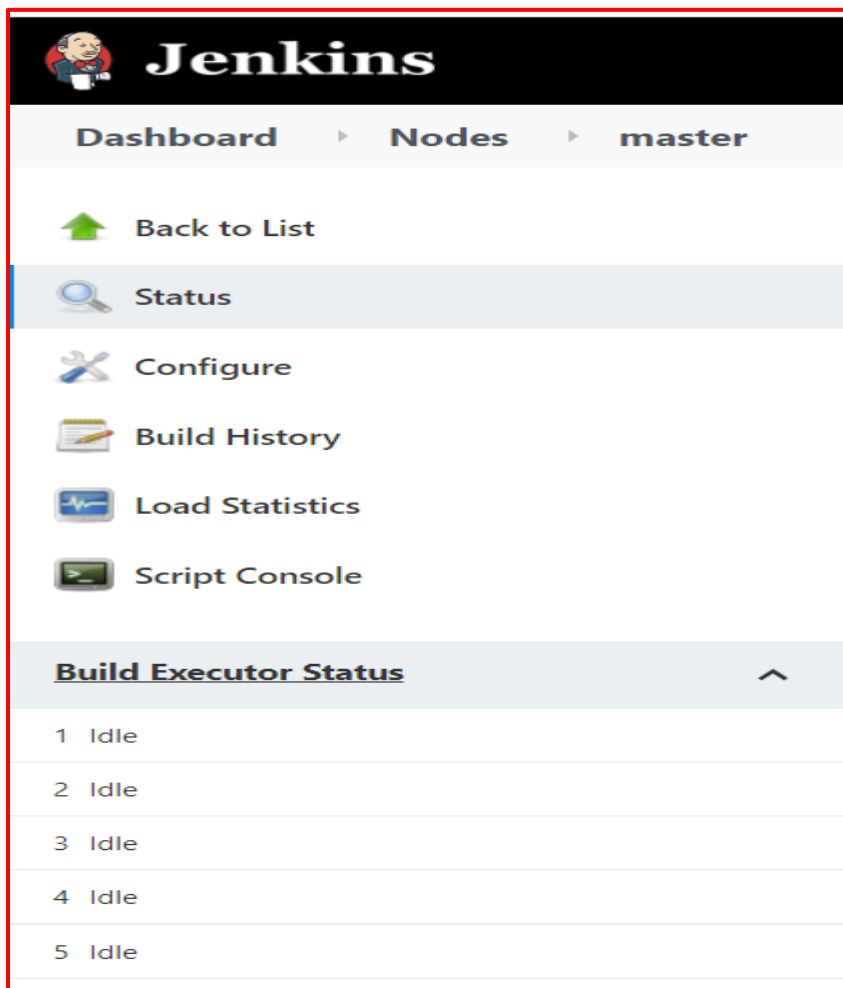 Jenkins
Dashboard Nodes master
Back to List
Status
Configure
Build History
Load Statistics
Script Console
Build Executor Status
1 Idle
2 Idle
3 Idle
4 Idle
5 Idle